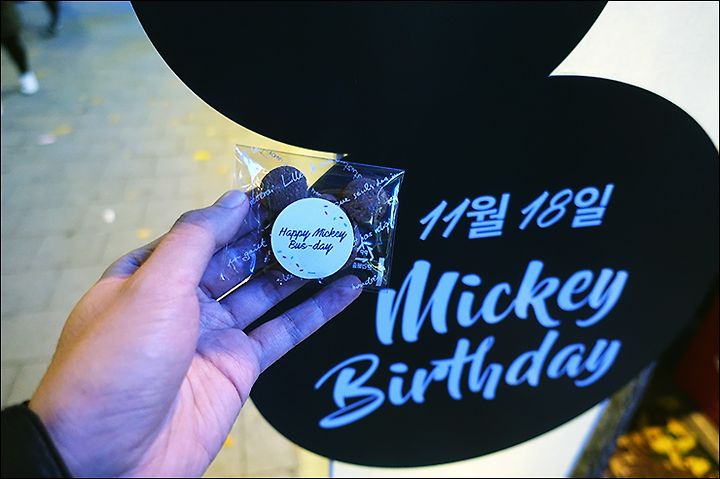 Happy Mickey
Bus-day
11월 18일
Mickey
Birthday